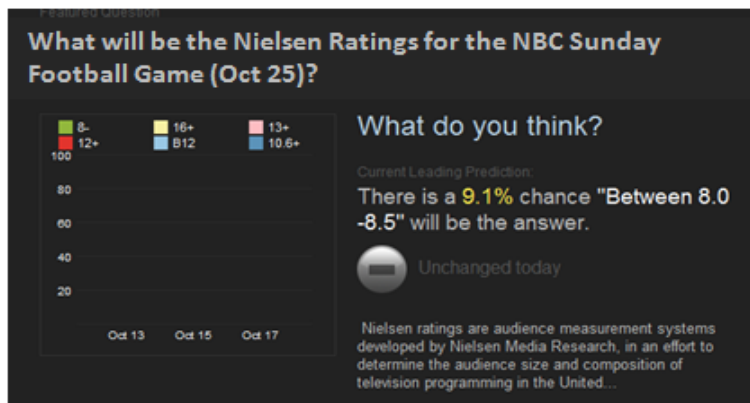 Featured Question
What will be the Nielsen Ratings for the NBC Sunday
Football Game (Oct 25)?
8-
16+
13+
12+
B12
10.6+
100
80
60
40
20
Oct 13
Oct 15
Oct 17
What do you think?
Current Leading Prediction:
There is a 9.1% chance "Between 8.0
-8.5" will be the answer.
Unchanged today
Nielsen ratings are audience measurement systems
developed by Nielsen Media Research, in an effort to
determine the audience size and composition of
television programming in the United...